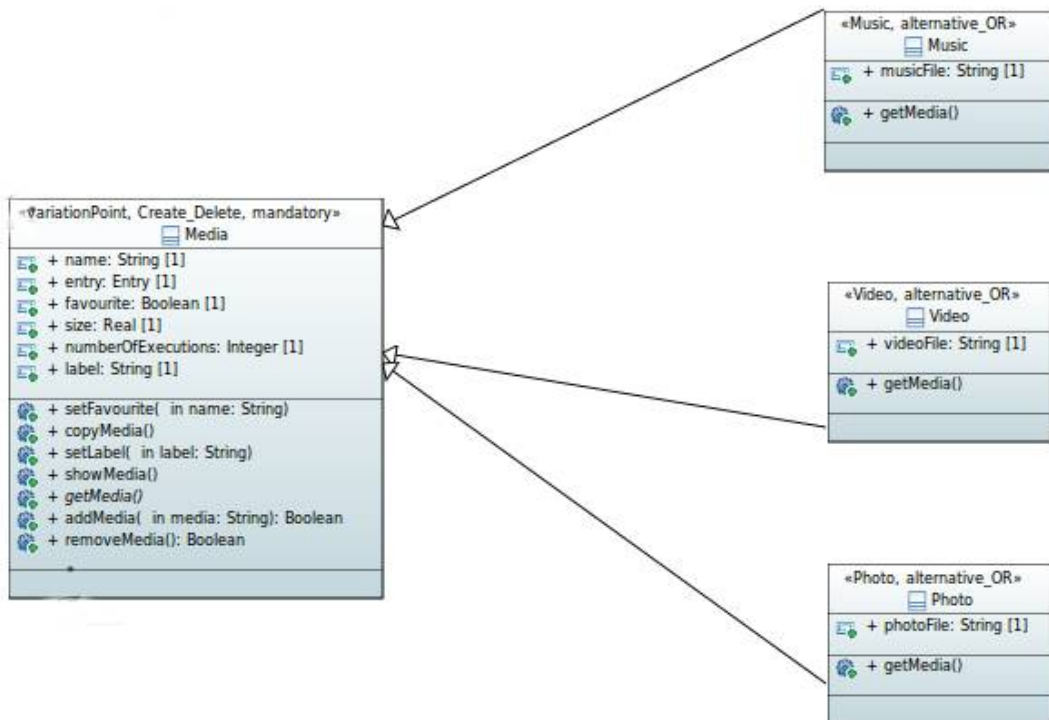 «variationPoint, Create_Delete, mandatory»
Media
+ name: String [1]
+ entry: Entry [1]
+ favourite: Boolean [1]
+ size: Real [1]
+ numberOfExecutions: Integer [1]
+ label: String [1]
+ setFavourite( in name: String)
+ copyMedia()
+ setLabel( in label: String)
+ showMedia()
+ getMedia()
+ addMedia( in media: String): Boolean
+ removeMedia(): Boolean
«Music, alternative_OR»
Music
+ musicFile: String [1]
+ getMedia()
«Video, alternative_OR»
Video
+ videoFile: String [1]
+ getMedia()
«Photo, alternative_OR»
Photo
+ photoFile: String [1]
+ getMedia()